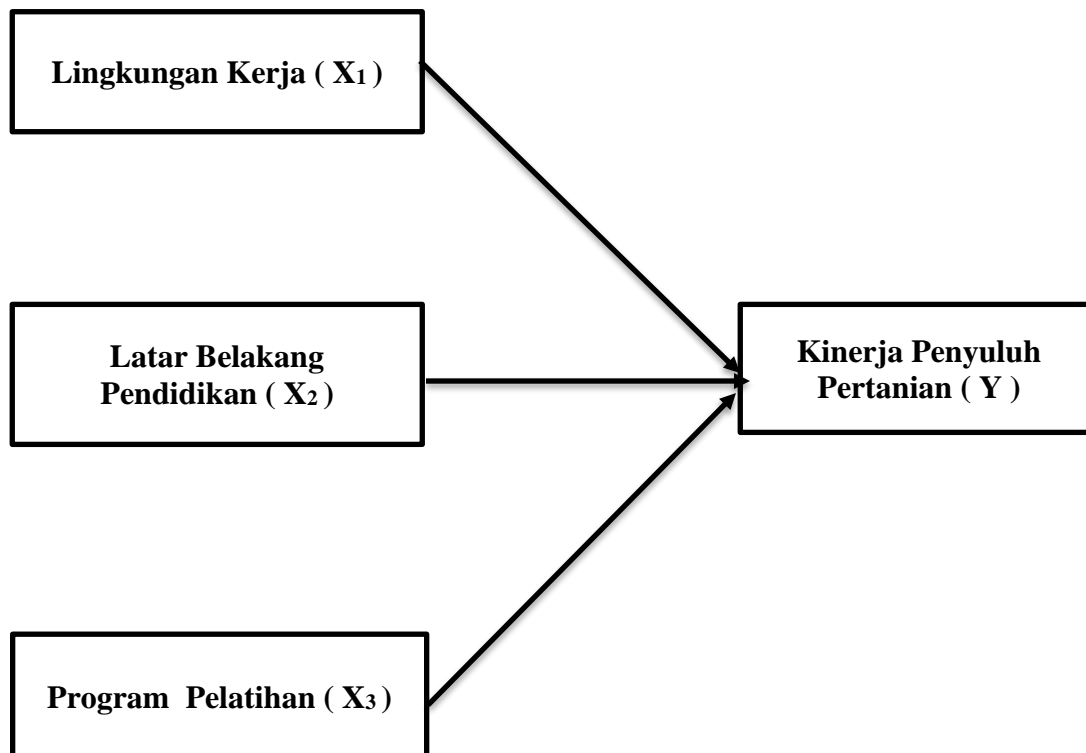 Lingkungan Kerja ( X1 )
Latar Belakang
Pendidikan ( X2 )
Kinerja Penyuluh
Pertanian ( Y )
Program Pelatihan ( X3 )